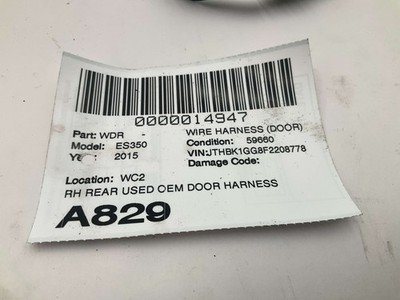 0000014947
Part: WDR - WIRE HARNESS (DOOR)
Model: ES350 Condition: 59660
2015 VIN:JTHBK1GG8F2208778
Damage Code:
Location: WC2
RH REAR USED OEM DOOR HARNESS
A829